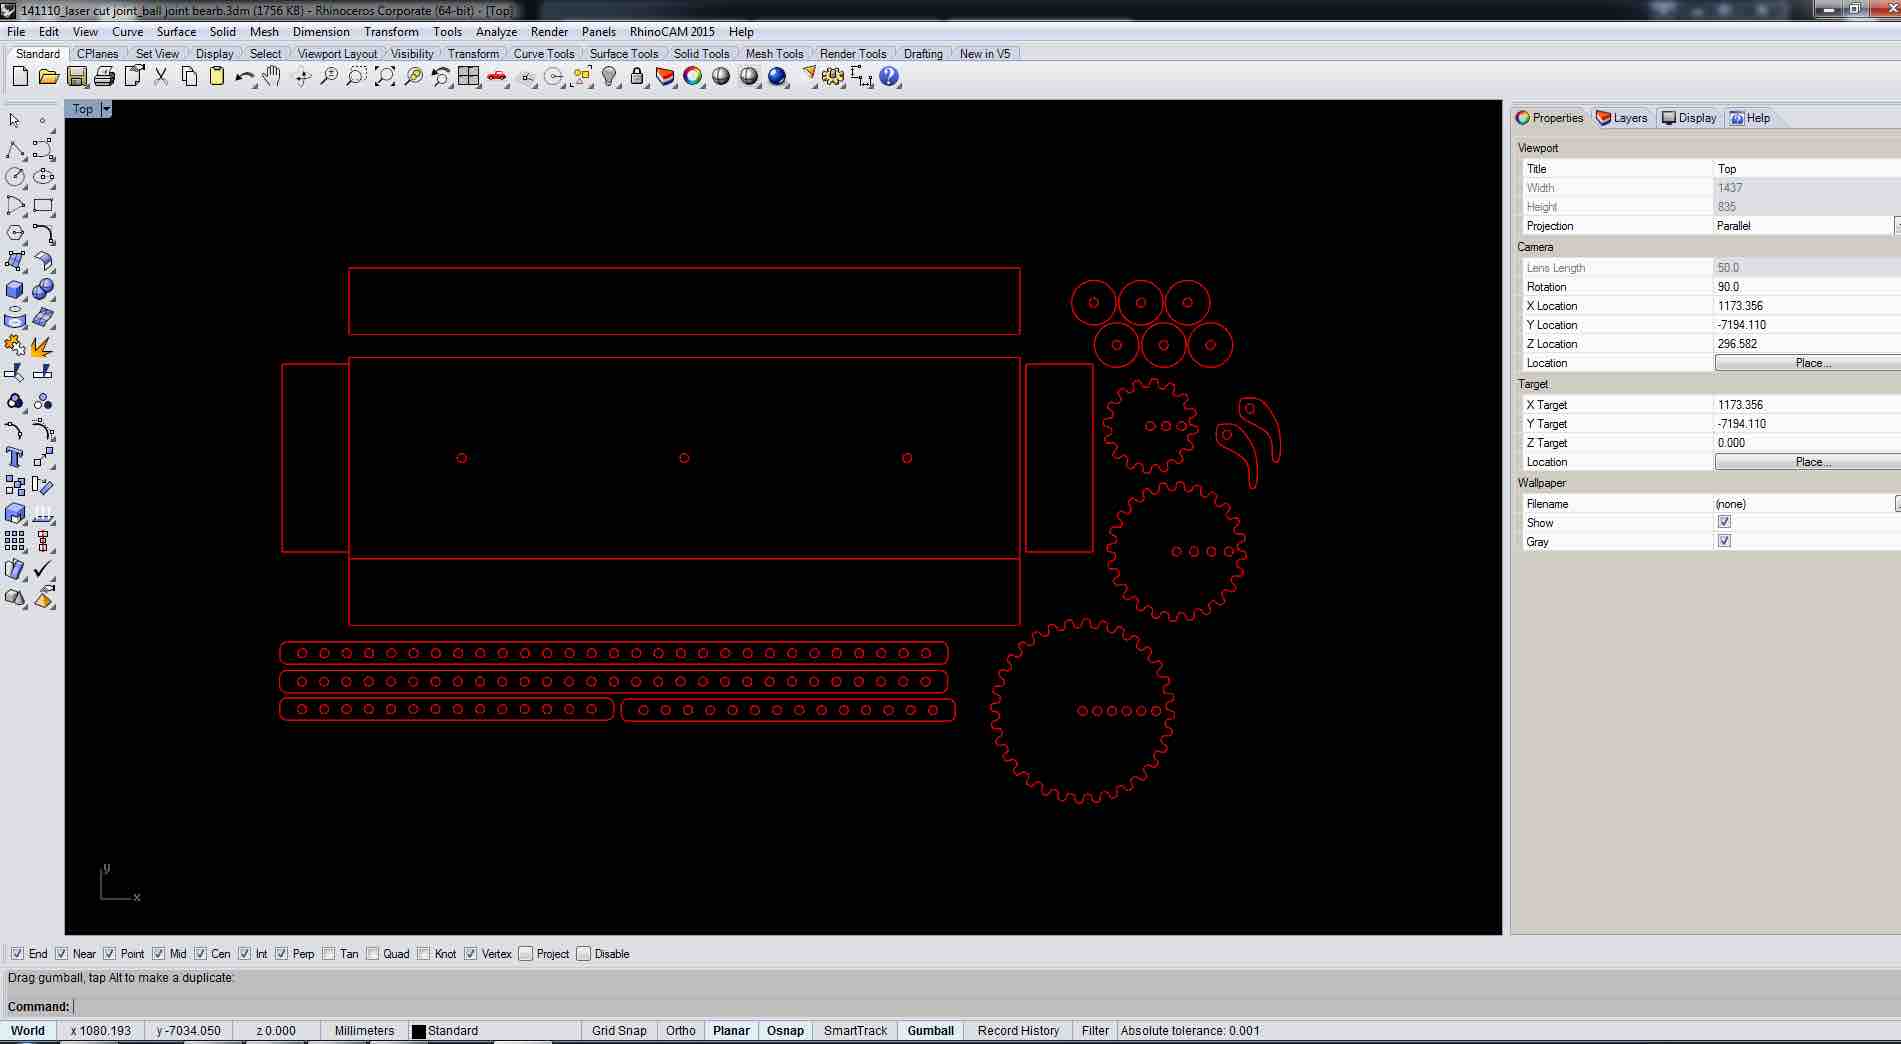 141110_laser cut joint_ball joint bearb.3dm (1756 KB) - Rhinoceros Corporate (64-bit) - [Top]
File Edit View Curve Surface Solid Mesh Dimension Transform Tools Analyze Render Panels RhinoCAM 2015 Help
Standard CPlanes Set View Display Select Viewport Layout Visibility Transform Curve Tools Surface Tools Solid Tools Mesh Tools Render Tools Drafting New in V5
Top
Properties Layers Display Help
Viewport
Title Top
Width 1437
Height 835
Projection Parallel
Camera
Lens Length 50.0
Rotation 90.0
X Location 1173.356
Y Location -7194.110
Z Location 296.582
Location Place...
Target
X Target 1173.356
Y Target -7194.110
Z Target 0.000
Location Place...
Wallpaper
Filename (none)
Show
Gray
y
x
End Near Point Mid Cen Int Perp Tan Quad Knot Vertex Project Disable
Drag gumball, tap Alt to make a duplicate:
Command:
World x 1080.193 y -7034.050 z 0.000 Millimeters Standard Grid Snap Ortho Planar Osnap SmartTrack Gumball Record History Filter Absolute tolerance: 0.001